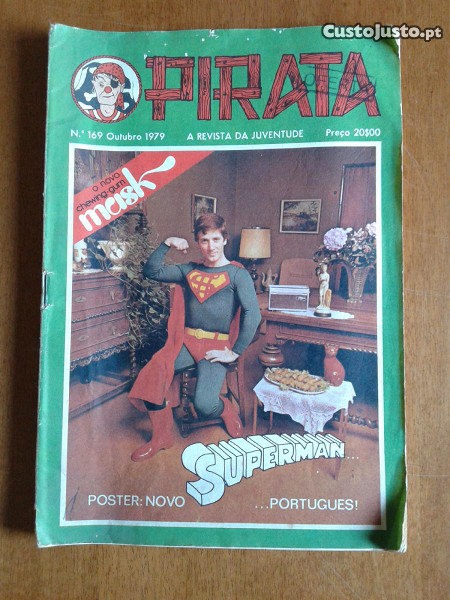 CustoJusto.pt
O PIRATA
N.º 169 Outubro 1979 A REVISTA DA JUVENTUDE Preço 20$00
o novo
chewing gum
mask
SUPERMAN...
POSTER: NOVO ...PORTUGUES!